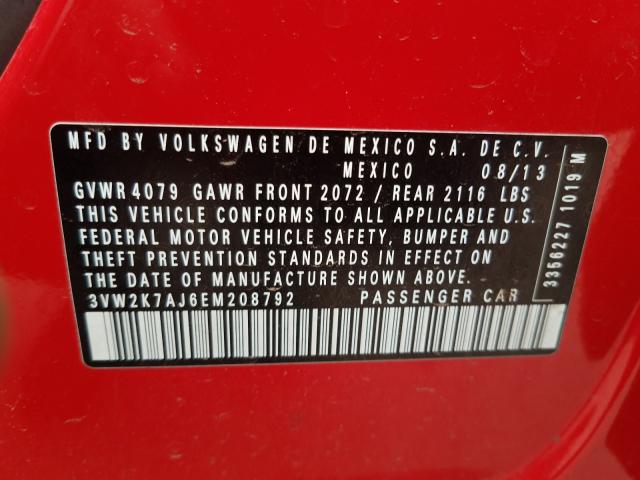 MFD BY VOLKSWAGEN DE MEXICO S.A. DE C.V.
MEXICO 08/13
GVWR 4079 GAWR FRONT 2072 / REAR 2116 LBS
THIS VEHICLE CONFORMS TO ALL APPLICABLE U.S.
FEDERAL MOTOR VEHICLE SAFETY, BUMPER AND
THEFT PREVENTION STANDARDS IN EFFECT ON
THE DATE OF MANUFACTURE SHOWN ABOVE.
3VW2K7AJ6EM208792 PASSENGER CAR
3356227 1019 M